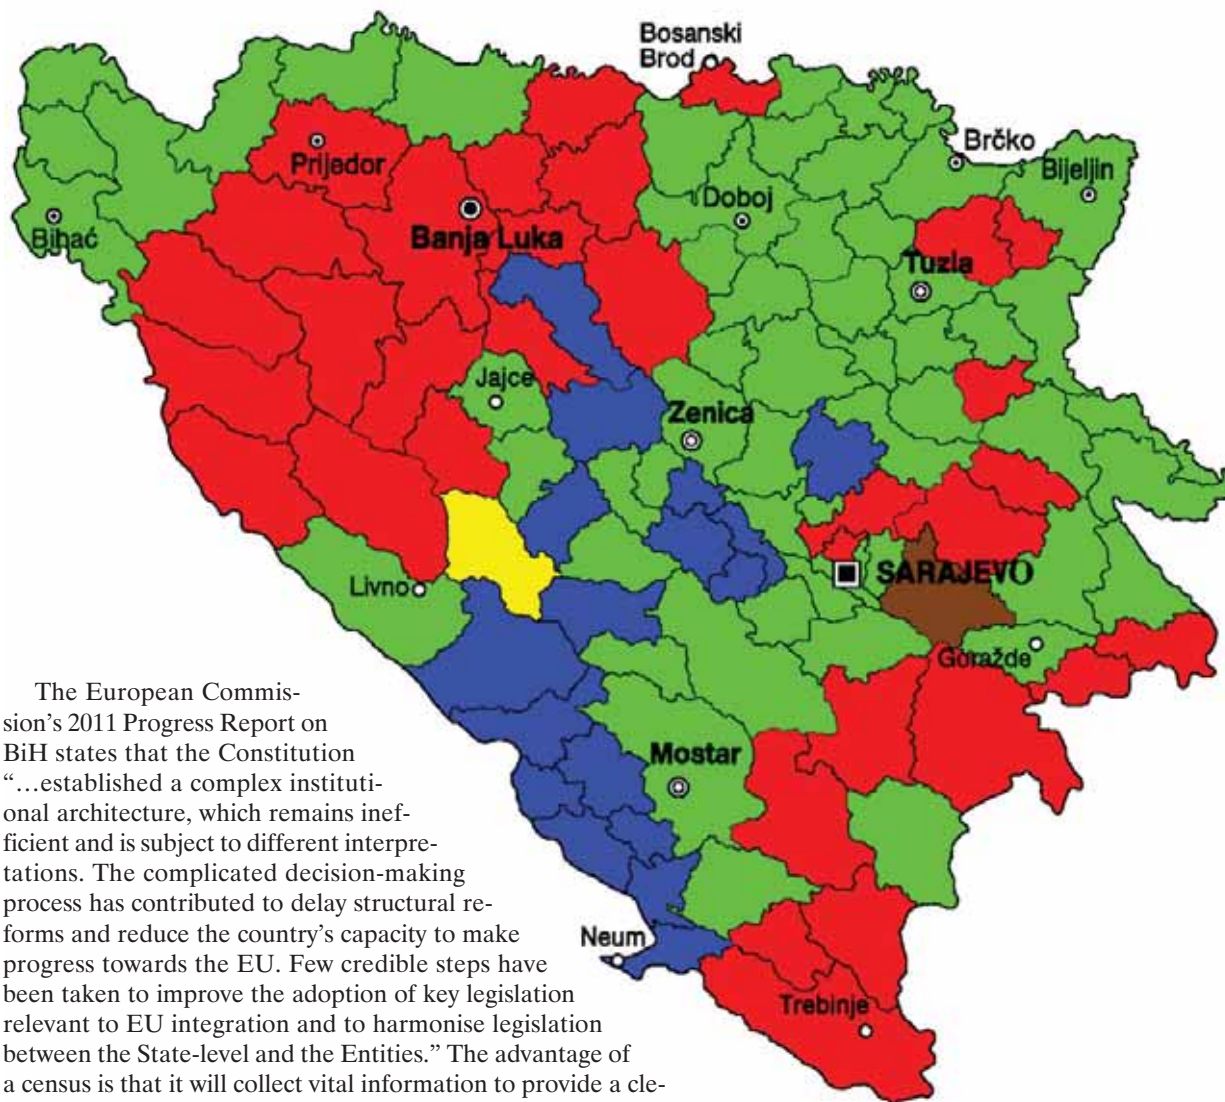 Bosanski
Brod
Brčko
Prijedor
Bijeljin
Doboj
Bihać
Banja Luka
Tuzla
Jajce
Zenica
Livno
SARAJEVO
Goražde
The European Commis-
sion’s 2011 Progress Report on
BiH states that the Constitution
“…established a complex instituti-
onal architecture, which remains inef-
ficient and is subject to different interpre-
tations. The complicated decision-making
process has contributed to delay structural re-
forms and reduce the country’s capacity to make
progress towards the EU. Few credible steps have
been taken to improve the adoption of key legislation
relevant to EU integration and to harmonise legislation
between the State-level and the Entities.” The advantage of
a census is that it will collect vital information to provide a cle-
Mostar
Neum
Trebinje